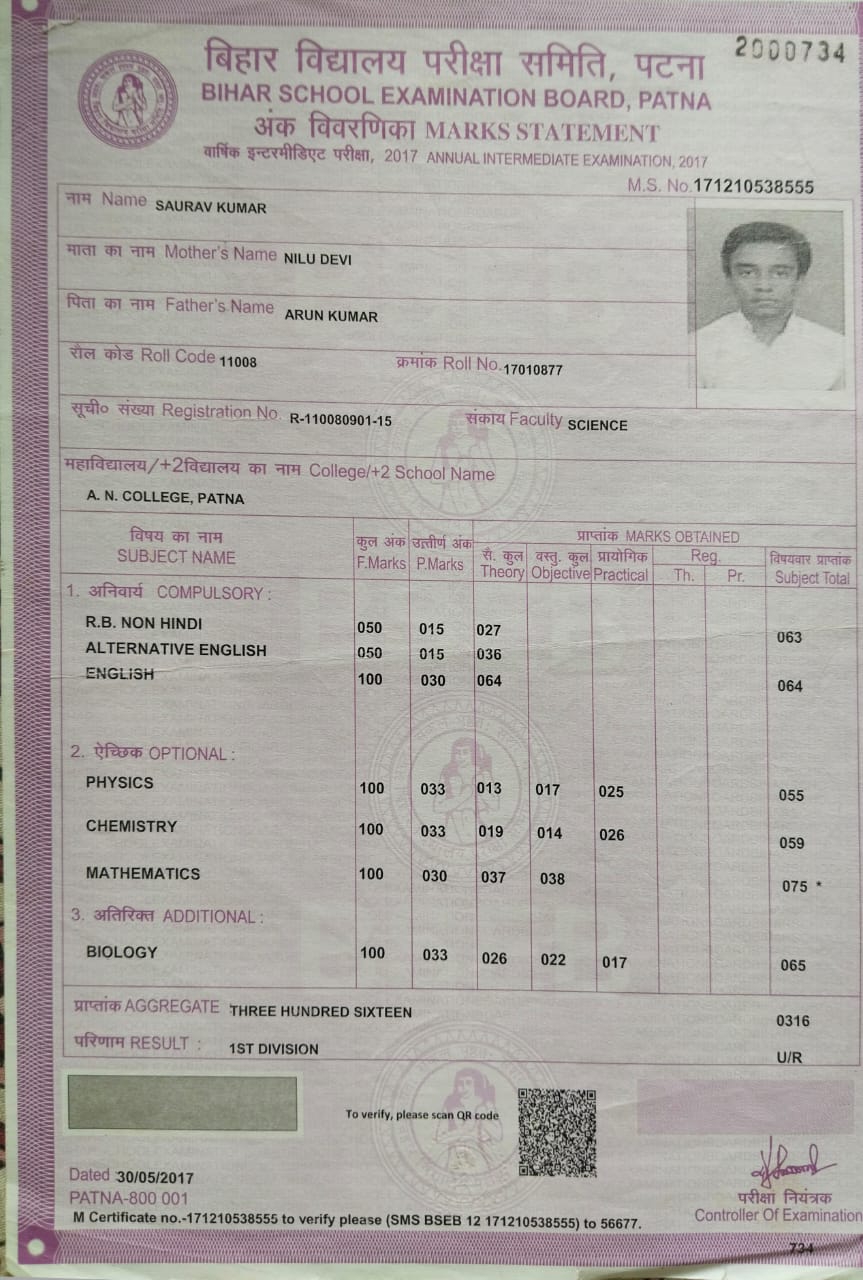 2000734
बिहार विद्यालय परीक्षा समिति, पटना
BIHAR SCHOOL EXAMINATION BOARD, PATNA
अंक विवरणिका MARKS STATEMENT
वार्षिक इन्टरमीडिएट परीक्षा, 2017 ANNUAL INTERMEDIATE EXAMINATION, 2017
M.S. No. 171210538555
नाम Name SAURAV KUMAR
माता का नाम Mother's Name NILU DEVI
पिता का नाम Father's Name ARUN KUMAR
रौल कोड Roll Code 11008 क्रमांक Roll No. 17010877
सूची० संख्या Registration No. R-110080901-15 संकाय Faculty SCIENCE
महाविद्यालय/+2विद्यालय का नाम College/+2 School Name
A. N. COLLEGE, PATNA
विषय का नाम कुल अंक उत्तीर्ण अंक प्राप्तांक MARKS OBTAINED
SUBJECT NAME F.Marks P.Marks सै. कुल वस्तु. कुल प्रायोगिक Reg. विषयवार प्राप्तांक
Theory Objective Practical Th. Pr. Subject Total
1. अनिवार्य COMPULSORY :
R.B. NON HINDI 050 015 027 063
ALTERNATIVE ENGLISH 050 015 036
ENGLISH 100 030 064 064
2. ऐच्छिक OPTIONAL :
PHYSICS 100 033 013 017 025 055
CHEMISTRY 100 033 019 014 026 059
MATHEMATICS 100 030 037 038 075 *
3. अतिरिक्त ADDITIONAL :
BIOLOGY 100 033 026 022 017 065
प्राप्तांक AGGREGATE THREE HUNDRED SIXTEEN 0316
परिणाम RESULT : 1ST DIVISION U/R
To verify, please scan QR code
Dated 30/05/2017
PATNA-800 001
परीक्षा नियंत्रक
Controller Of Examination
M Certificate no.-171210538555 to verify please (SMS BSEB 12 171210538555) to 56677.
734